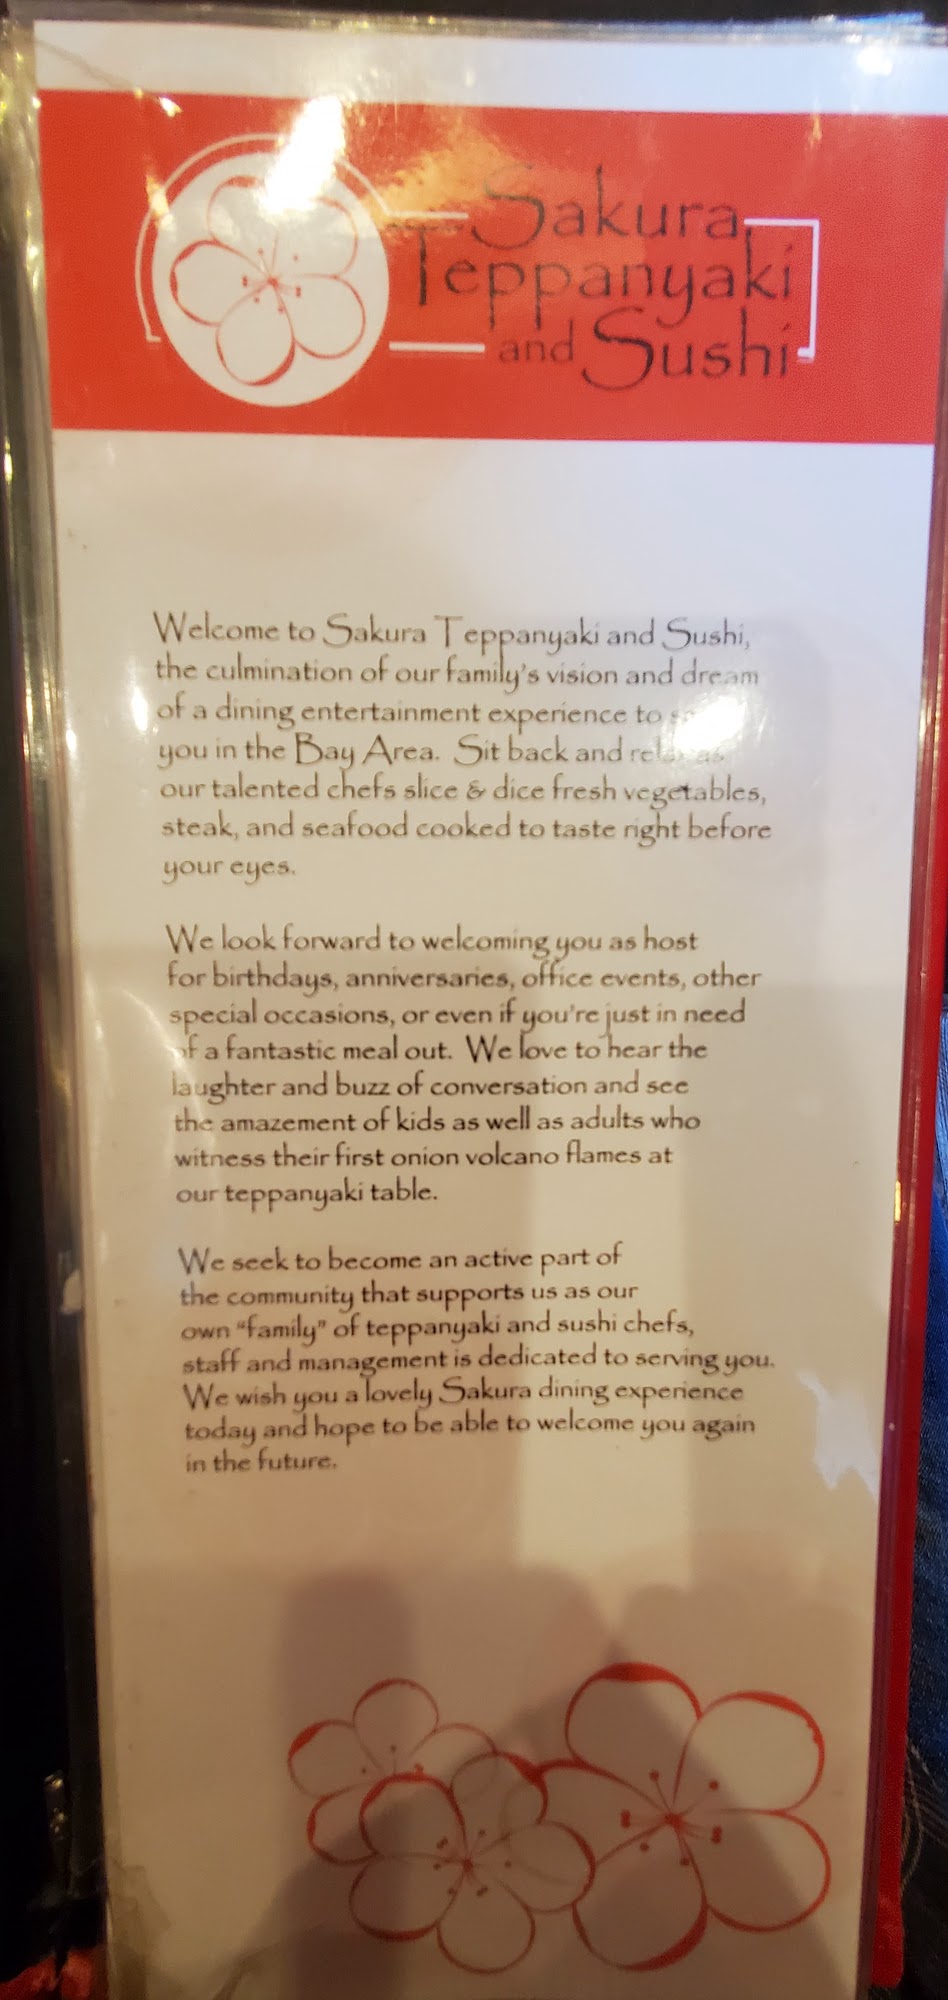 Sakura
Teppanyaki
and Sushi
Welcome to Sakura Teppanyaki and Sushi,
the culmination of our family's vision and dream
of a dining entertainment experience to
you in the Bay Area. Sit back and relax as
our talented chefs slice & dice fresh vegetables,
steak, and seafood cooked to taste right before
your eyes.
We look forward to welcoming you as host
for birthdays, anniversaries, office events, other
special occasions, or even if you're just in need
of a fantastic meal out. We love to hear the
laughter and buzz of conversation and see
the amazement of kids as well as adults who
witness their first onion volcano flames at
our teppanyaki table.
We seek to become an active part of
the community that supports us as our
own "family" of teppanyaki and sushi chefs,
staff and management is dedicated to serving you.
We wish you a lovely Sakura dining experience
today and hope to be able to welcome you again
in the future.